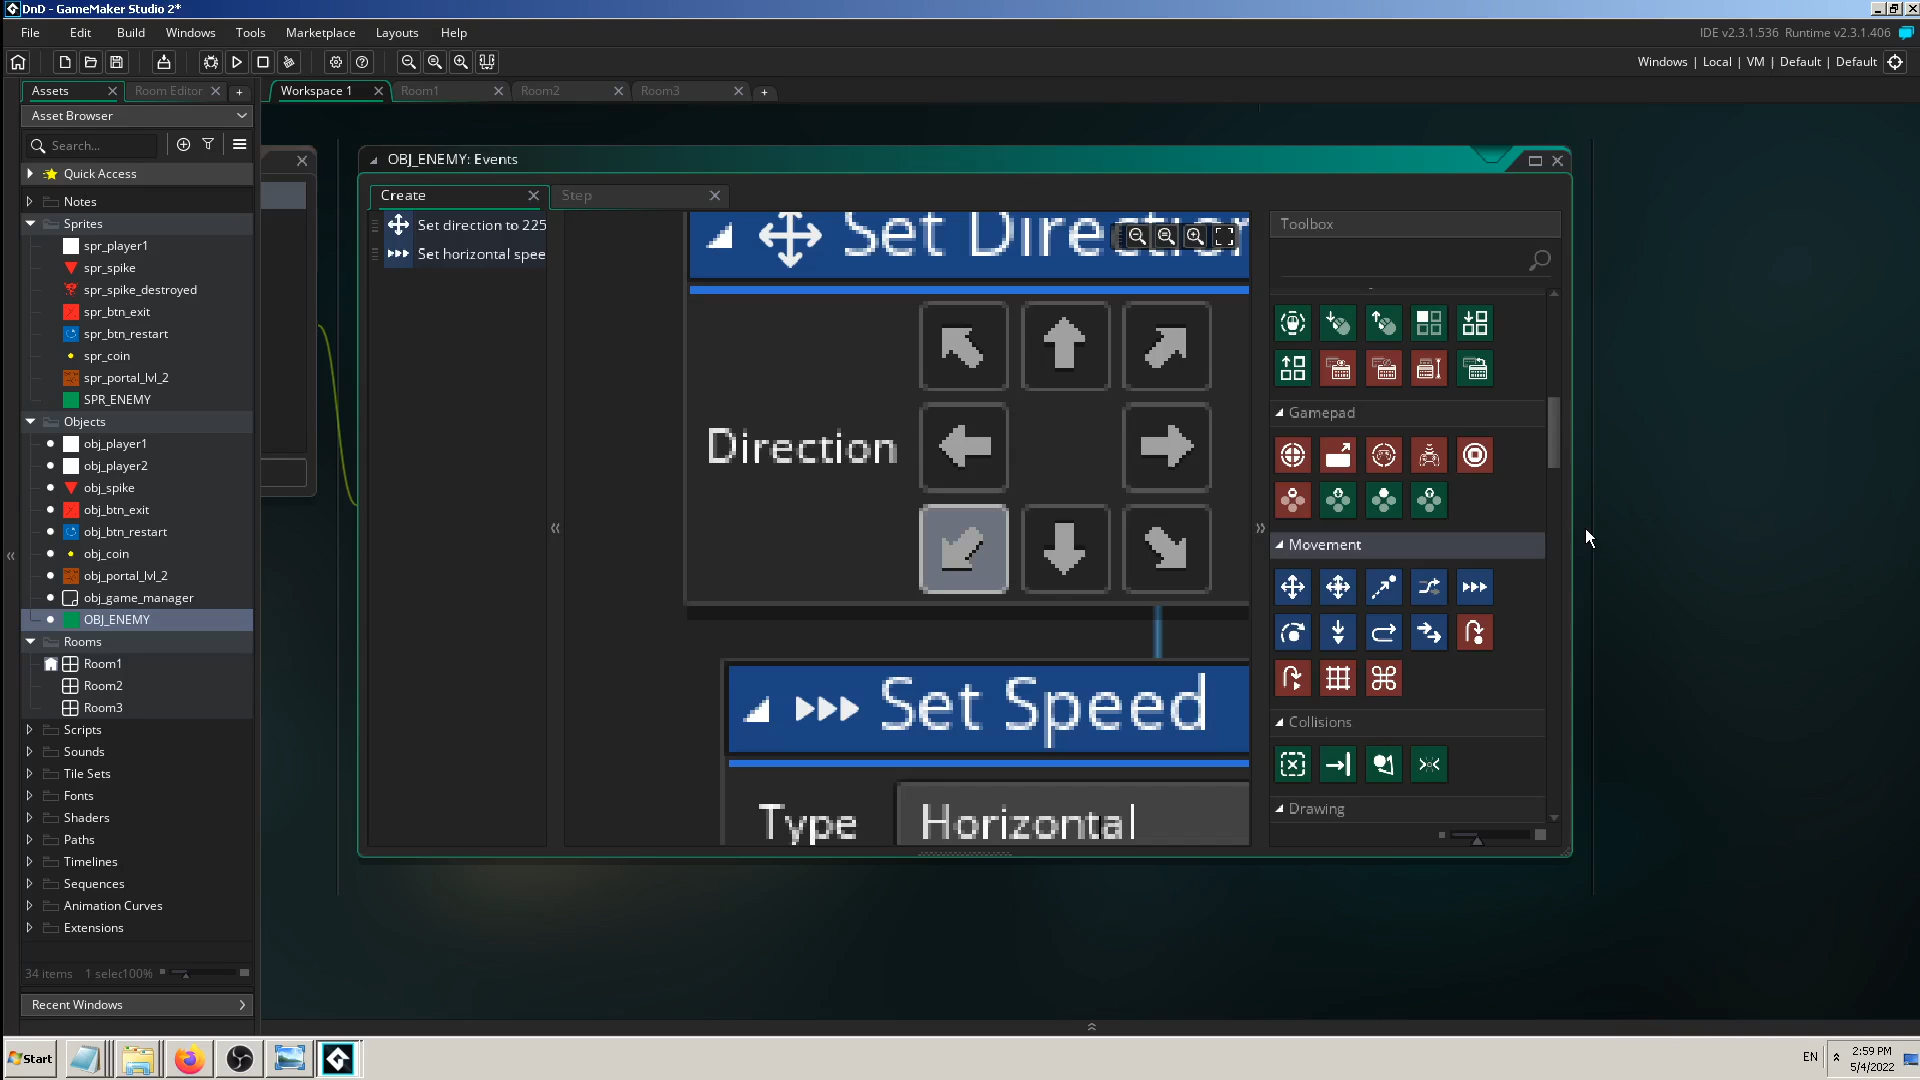 DnD - GameMaker Studio 2*
File Edit Build Windows Tools Marketplace Layouts Help
IDE v2.3.1.536 Runtime v2.3.1.406
Windows | Local | VM | Default | Default
Assets
Room Editor
Workspace 1
Room1
Room2
Room3
Asset Browser
Search...
Quick Access
Notes
Sprites
spr_player1
spr_spike
spr_spike_destroyed
spr_btn_exit
spr_btn_restart
spr_coin
spr_portal_lvl_2
SPR_ENEMY
Objects
obj_player1
obj_player2
obj_spike
obj_btn_exit
obj_btn_restart
obj_coin
obj_portal_lvl_2
obj_game_manager
OBJ_ENEMY
Rooms
Room1
Room2
Room3
Scripts
Sounds
Tile Sets
Fonts
Shaders
Paths
Timelines
Sequences
Animation Curves
Extensions
34 items 1 selec100%
Recent Windows
OBJ_ENEMY: Events
Create
Step
Set direction to 225
Set horizontal spee
Set Direction
Direction
Set Speed
Type Horizontal
Toolbox
Gamepad
Movement
Collisions
Drawing
Start
EN
2:59 PM
5/4/2022